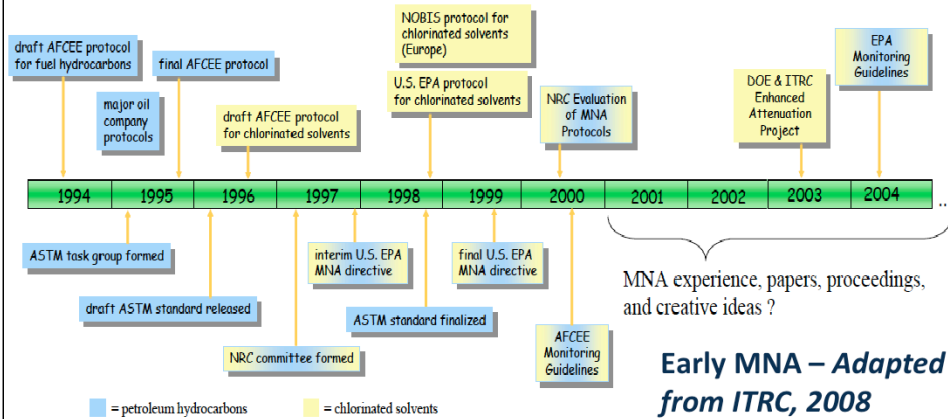 draft AFCEE protocol
for fuel hydrocarbons
major oil
company
protocols
final AFCEE protocol
draft AFCEE protocol
for chlorinated solvents
NOBIS protocol for
chlorinated solvents
(Europe)
U.S. EPA protocol
for chlorinated solvents
NRC Evaluation
of MNA
Protocols
DOE & ITRC
Enhanced
Attenuation
Project
EPA
Monitoring
Guidelines
1994 1995 1996 1997 1998 1999 2000 2001 2002 2003 2004 ..
ASTM task group formed
draft ASTM standard released
NRC committee formed
interim U.S. EPA
MNA directive
ASTM standard finalized
final U.S. EPA
MNA directive
AFCEE
Monitoring
Guidelines
MNA experience, papers, proceedings,
and creative ideas ?
Early MNA – Adapted
from ITRC, 2008
= petroleum hydrocarbons = chlorinated solvents